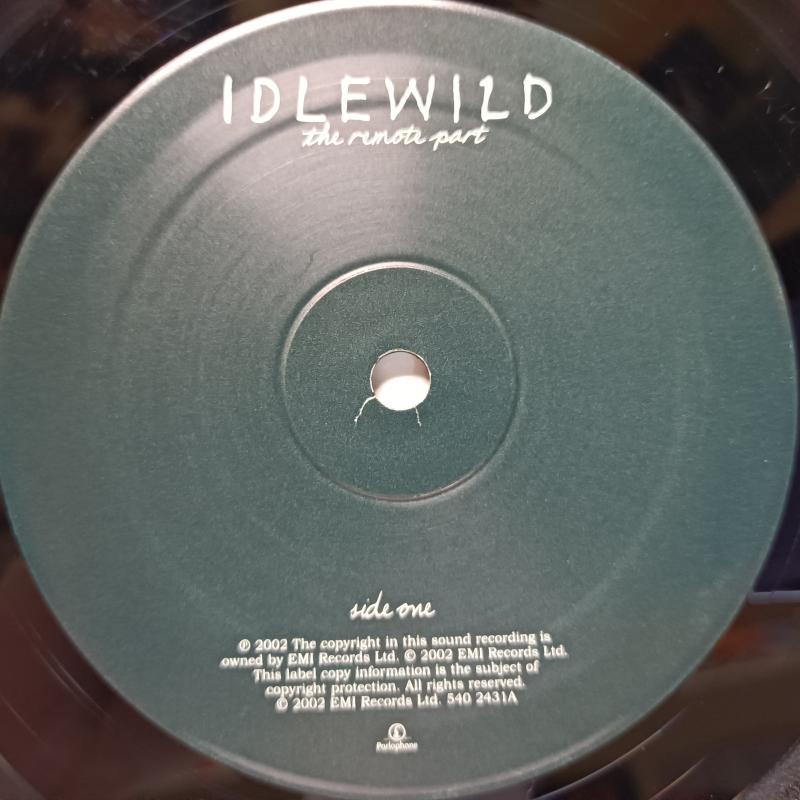 IDLEWILD
the remote part
side one
℗ 2002 The copyright in this sound recording is
owned by EMI Records Ltd. © 2002 EMI Records Ltd.
This label copy information is the subject of
copyright protection. All rights reserved.
© 2002 EMI Records Ltd. 540 2431A
Parlophone